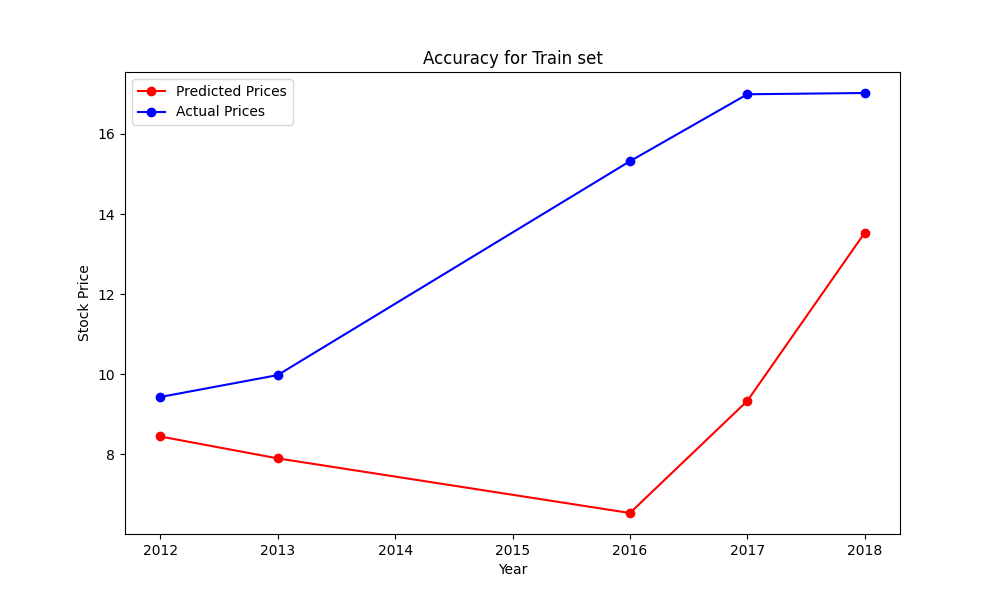 Accuracy for Train set
Predicted Prices
Actual Prices
16
14
12
10
8
Stock Price
2012 2013 2014 2015 2016 2017 2018
Year